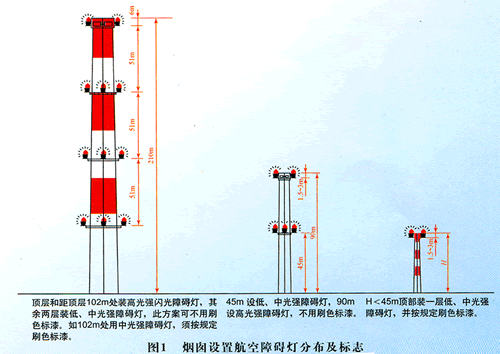 6m
51m
51m
51m
210m
1.5~3m
90m
45m
1.5~3m
H
顶层和距顶层102m处装高光强闪光障碍灯，其
余两层装低、中光强障碍灯，此方案可不用刷
色标漆。如102m处用中光强障碍灯，须按规定
刷色标漆。
45m 设低、中光强障碍灯，90m
设高光强障碍灯，不用刷色标漆。
H＜45m顶部装一层低、中光强
障碍灯，并按规定刷色标漆。
图1 烟囱设置航空障碍灯分布及标志